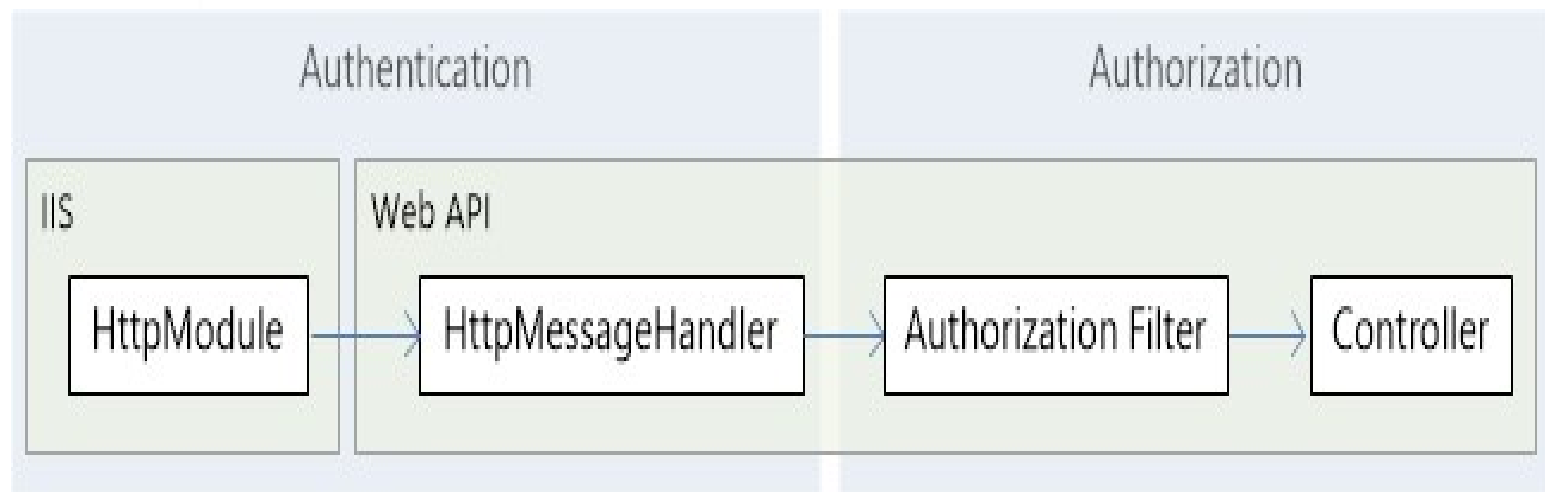 Authentication
Authorization
IIS
Web API
HttpModule
HttpMessageHandler
Authorization Filter
Controller